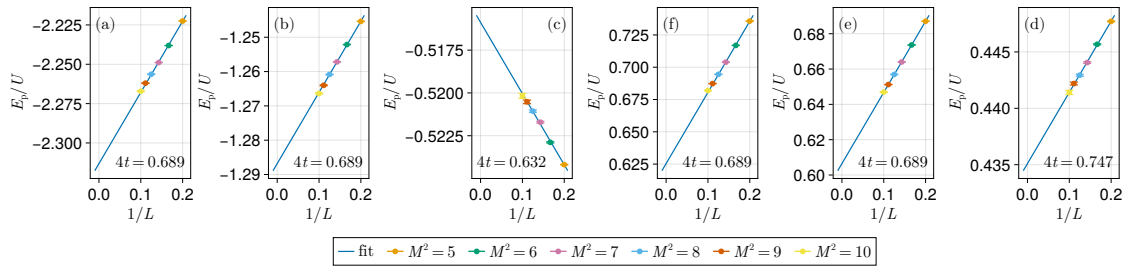 (a)
−2.225
−2.250
−2.275
−2.300
E_p/U
4t = 0.689
0.0 0.1 0.2
1/L
(b)
−1.25
−1.26
−1.27
−1.28
−1.29
E_p/U
4t = 0.689
0.0 0.1 0.2
1/L
(c)
−0.5175
−0.5200
−0.5225
E_p/U
4t = 0.632
0.0 0.1 0.2
1/L
(f)
0.725
0.700
0.675
0.650
0.625
E_p/U
4t = 0.689
0.0 0.1 0.2
1/L
(e)
0.68
0.66
0.64
0.62
0.60
E_p/U
4t = 0.689
0.0 0.1 0.2
1/L
(d)
0.445
0.440
0.435
E_p/U
4t = 0.747
0.0 0.1 0.2
1/L
fit M² = 5 M² = 6 M² = 7 M² = 8 M² = 9 M² = 10